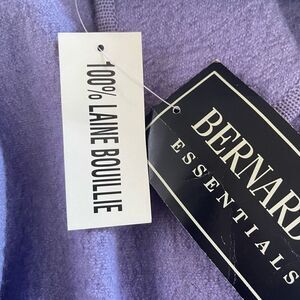 100% LAINE BOUILLIE
BERNARD
ESSENTIALS